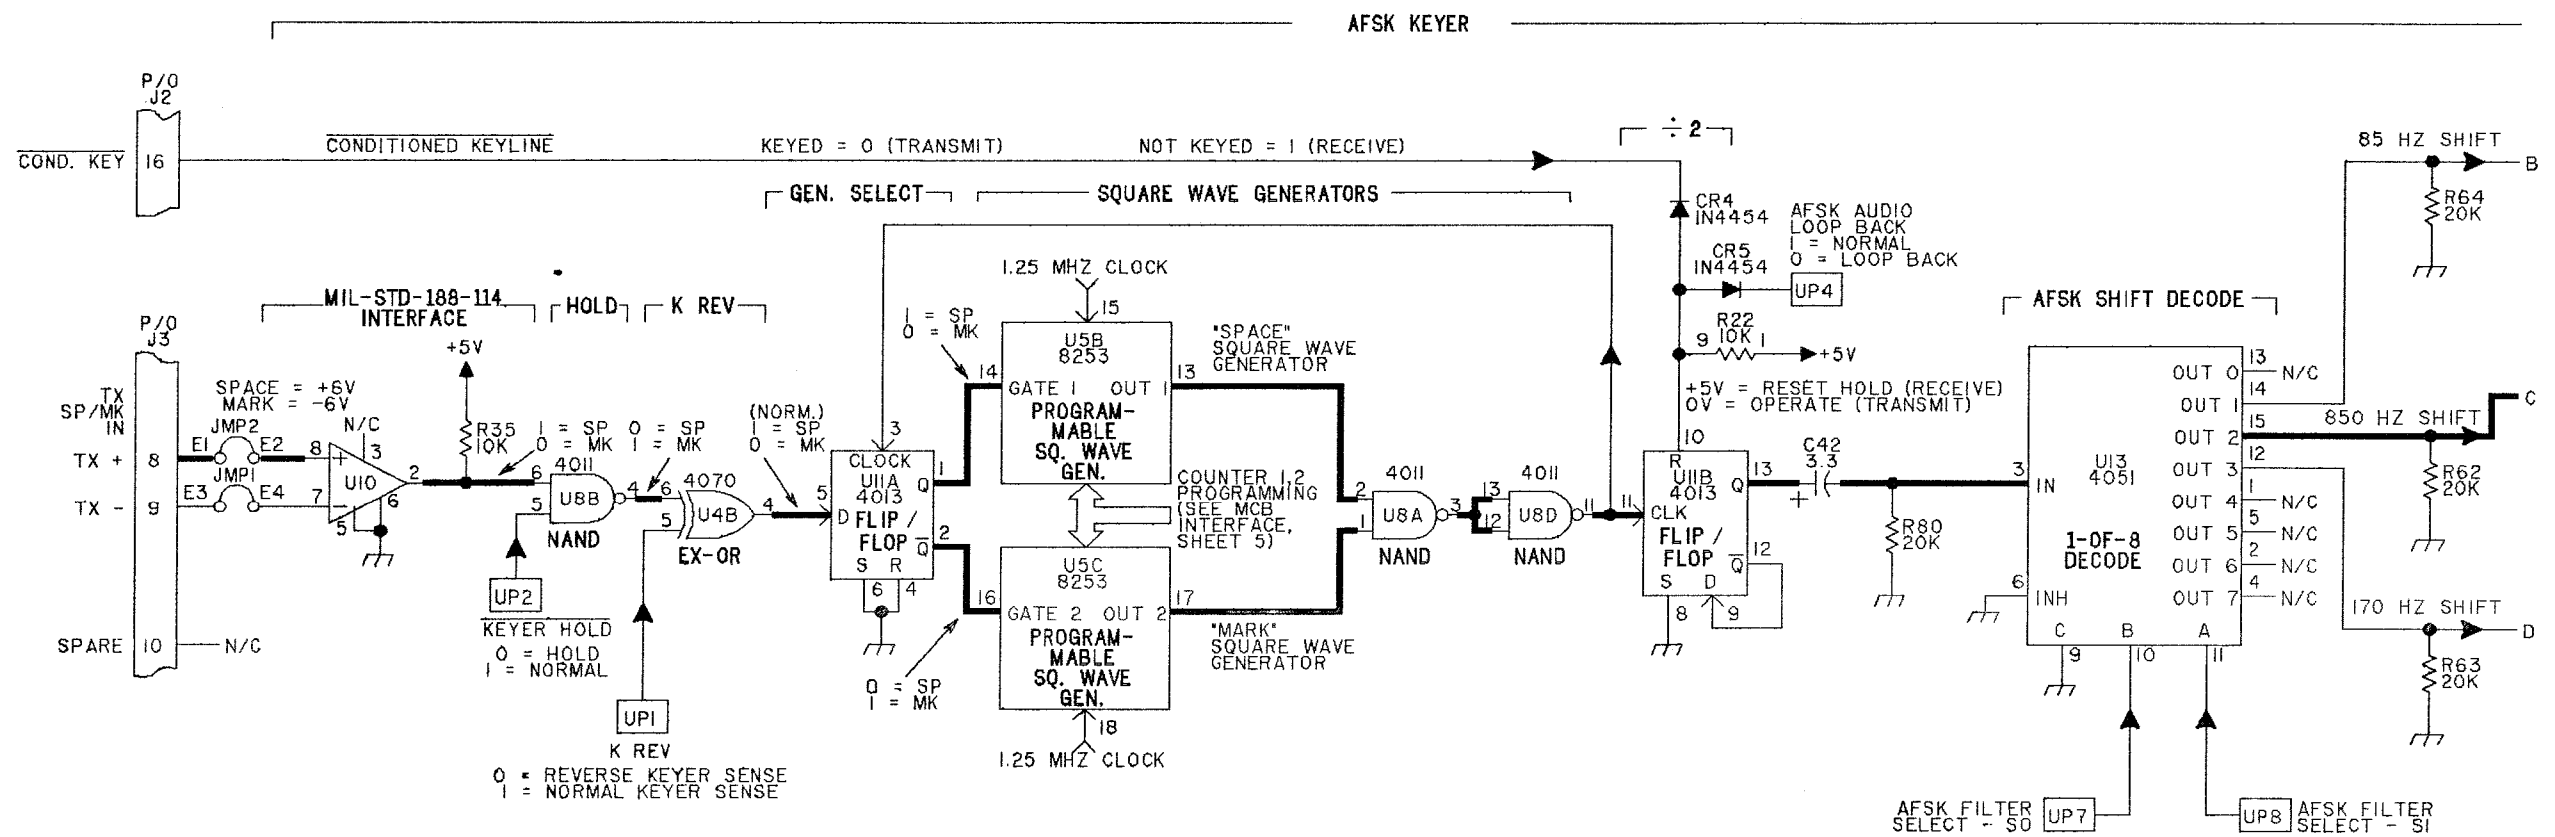 AFSK KEYER
P/O
J2
COND. KEY
16
CONDITIONED KEYLINE
KEYED = 0 (TRANSMIT)
NOT KEYED = 1 (RECEIVE)
÷ 2
85 HZ SHIFT
B
R64
20K
GEN. SELECT
SQUARE WAVE GENERATORS
CR4
IN4454
AFSK AUDIO
LOOP BACK
1 = NORMAL
0 = LOOP BACK
CR5
IN4454
UP4
R22
10K
9
1
+5V
+5V = RESET HOLD (RECEIVE)
0V = OPERATE (TRANSMIT)
MIL-STD-188-114
INTERFACE
HOLD
K REV
P/O
J3
TX
SP/MK
IN
TX +
8
TX -
9
SPARE
10
N/C
SPACE = +6V
MARK = -6V
JMP2
E1
E2
JMP1
E3
E4
N/C
8
+
3
U10
7
-
5
6
2
+5V
R35
10K
1 = SP
0 = MK
0 = SP
1 = MK
4011
6
5
U8B
4
NAND
UP2
KEYER HOLD
0 = HOLD
1 = NORMAL
4070
6
5
U4B
4
EX-OR
UP1
K REV
0 = REVERSE KEYER SENSE
1 = NORMAL KEYER SENSE
(NORM.)
1 = SP
0 = MK
3
CLOCK
U11A
4013
5
D
FLIP /
FLOP
Q
1
Q
2
S R
6
4
1 = SP
0 = MK
0 = SP
1 = MK
1.25 MHZ CLOCK
15
U5B
8253
14
GATE 1
OUT 1
13
PROGRAM-
MABLE
SQ. WAVE
GEN.
"SPACE"
SQUARE WAVE
GENERATOR
COUNTER 1,2
PROGRAMMING
(SEE MCB
INTERFACE,
SHEET 5)
U5C
8253
16
GATE 2
OUT 2
17
PROGRAM-
MABLE
SQ. WAVE
GEN.
"MARK"
SQUARE WAVE
GENERATOR
18
1.25 MHZ CLOCK
4011
2
1
U8A
3
NAND
4011
13
12
U8D
11
NAND
10
R
U11B
4013
11
CLK
FLIP /
FLOP
Q
13
Q
12
S D
8
9
C42
3.3
+
R80
20K
AFSK SHIFT DECODE
3
IN
U13
4051
1-OF-8
DECODE
6
INH
C B A
9
10
11
OUT 0
13
N/C
OUT 1
14
OUT 2
15
OUT 3
12
OUT 4
1
N/C
OUT 5
5
N/C
OUT 6
2
N/C
OUT 7
4
N/C
850 HZ SHIFT
C
R62
20K
170 HZ SHIFT
D
R63
20K
AFSK FILTER
SELECT - S0
UP7
UP8
AFSK FILTER
SELECT - S1